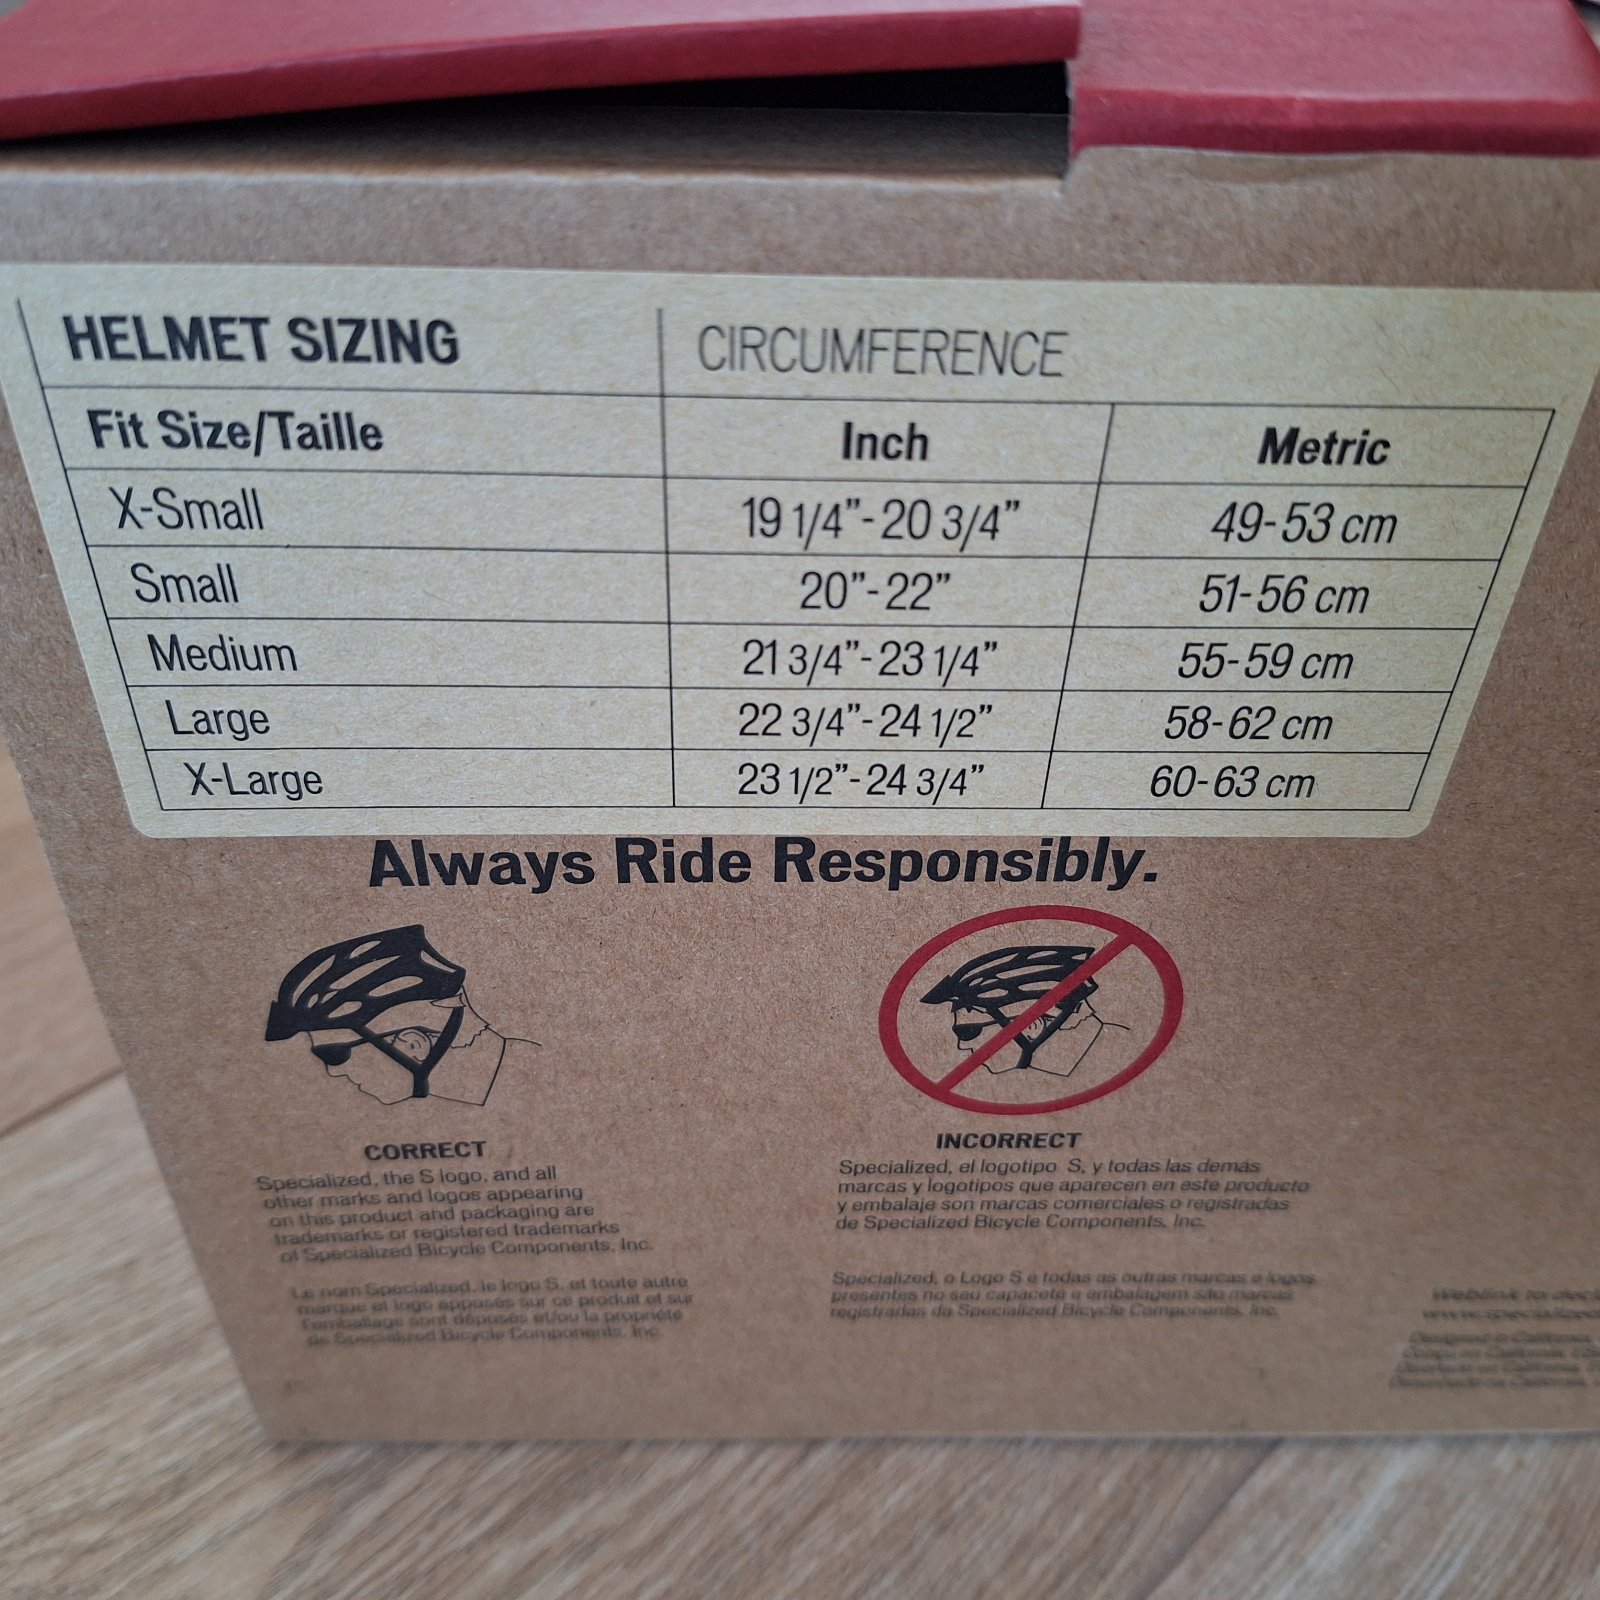 HELMET SIZING CIRCUMFERENCE
Fit Size/Taille Inch Metric
X-Small 19 1/4”-20 3/4” 49-53 cm
Small 20”-22” 51-56 cm
Medium 21 3/4”-23 1/4” 55-59 cm
Large 22 3/4”-24 1/2” 58-62 cm
X-Large 23 1/2”-24 3/4” 60-63 cm
Always Ride Responsibly.
CORRECT
Specialized, the S logo, and all
other marks and logos appearing
on this product and packaging are
trademarks or registered trademarks
of Specialized Bicycle Components, Inc.
Le nom Specialized, le logo S, et toute autre
marque et logo apposés sur ce produit et sur
l'emballage sont déposés et/ou la propriété
de Specialized Bicycle Components, Inc.
INCORRECT
Specialized, el logotipo S, y todas las demás
marcas y logotipos que aparecen en este producto
y embalaje son marcas comerciales o registradas
de Specialized Bicycle Components, Inc.
Specialized, o Logo S e todas as outras marcas e logos
presentes no seu capacete e embalagem são marcas
registradas da Specialized Bicycle Components, Inc.